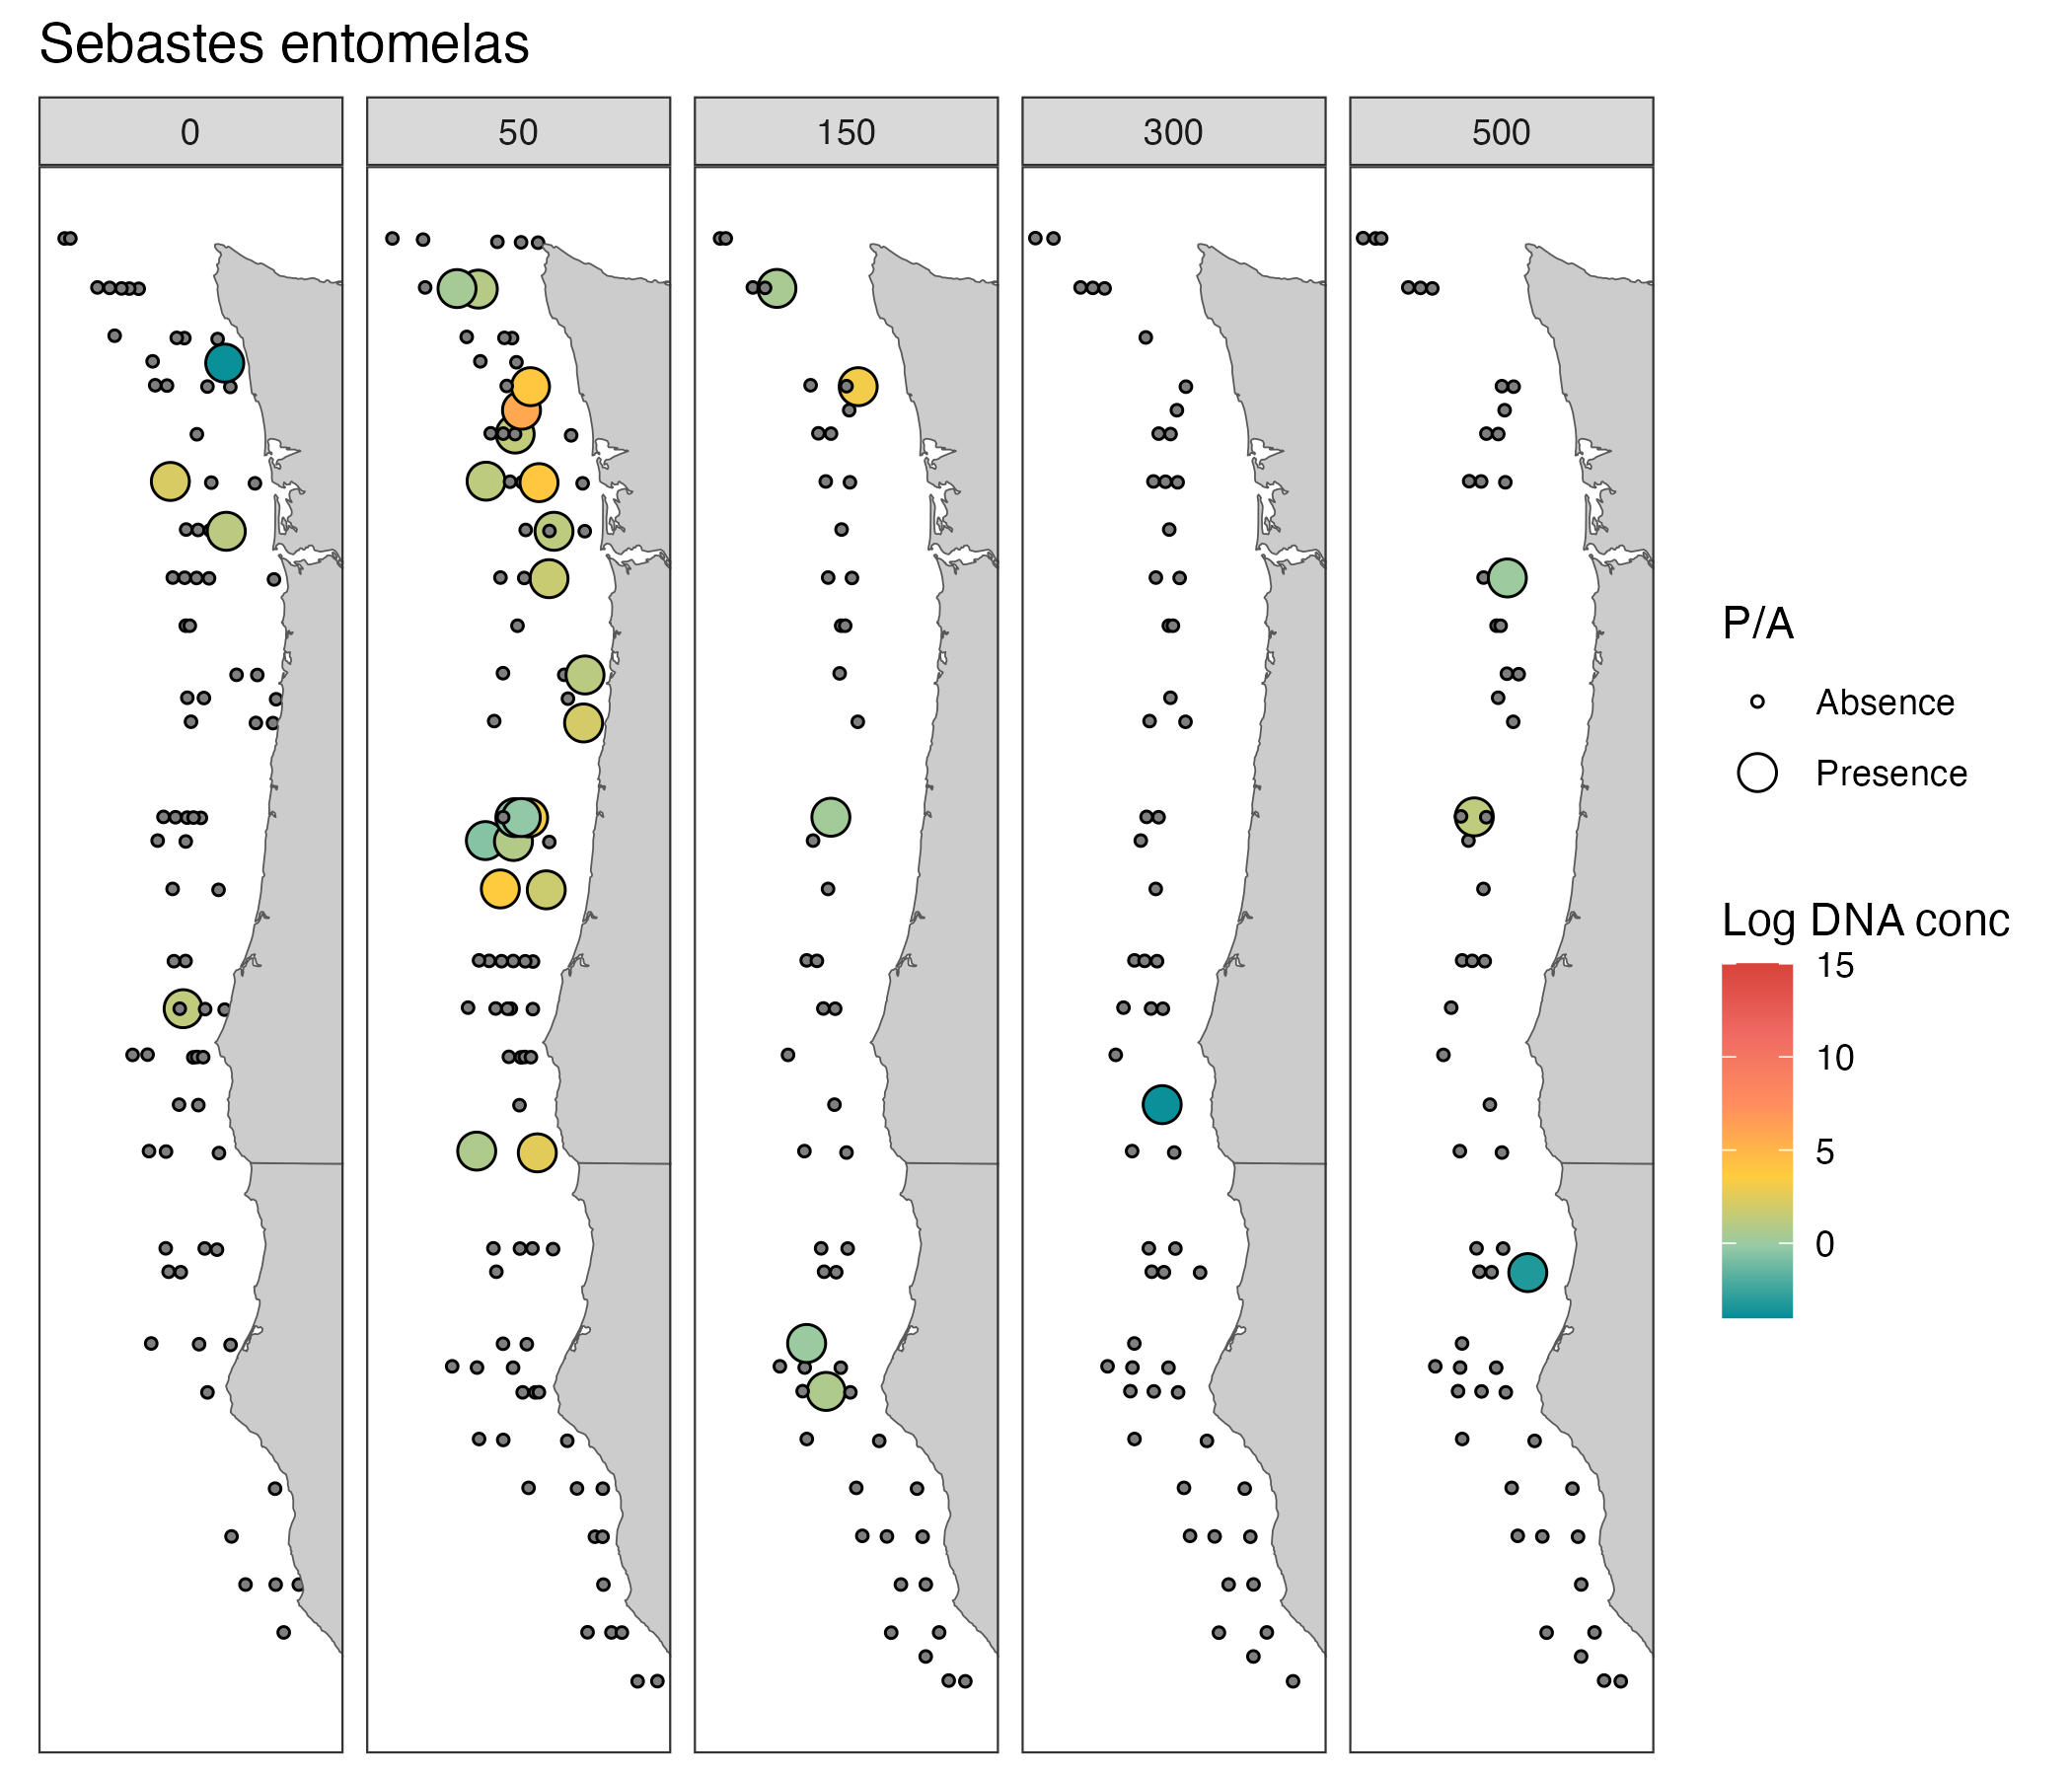 Sebastes entomelas
0 50 150 300 500
P/A
Absence
Presence
Log DNA conc
15
10
5
0